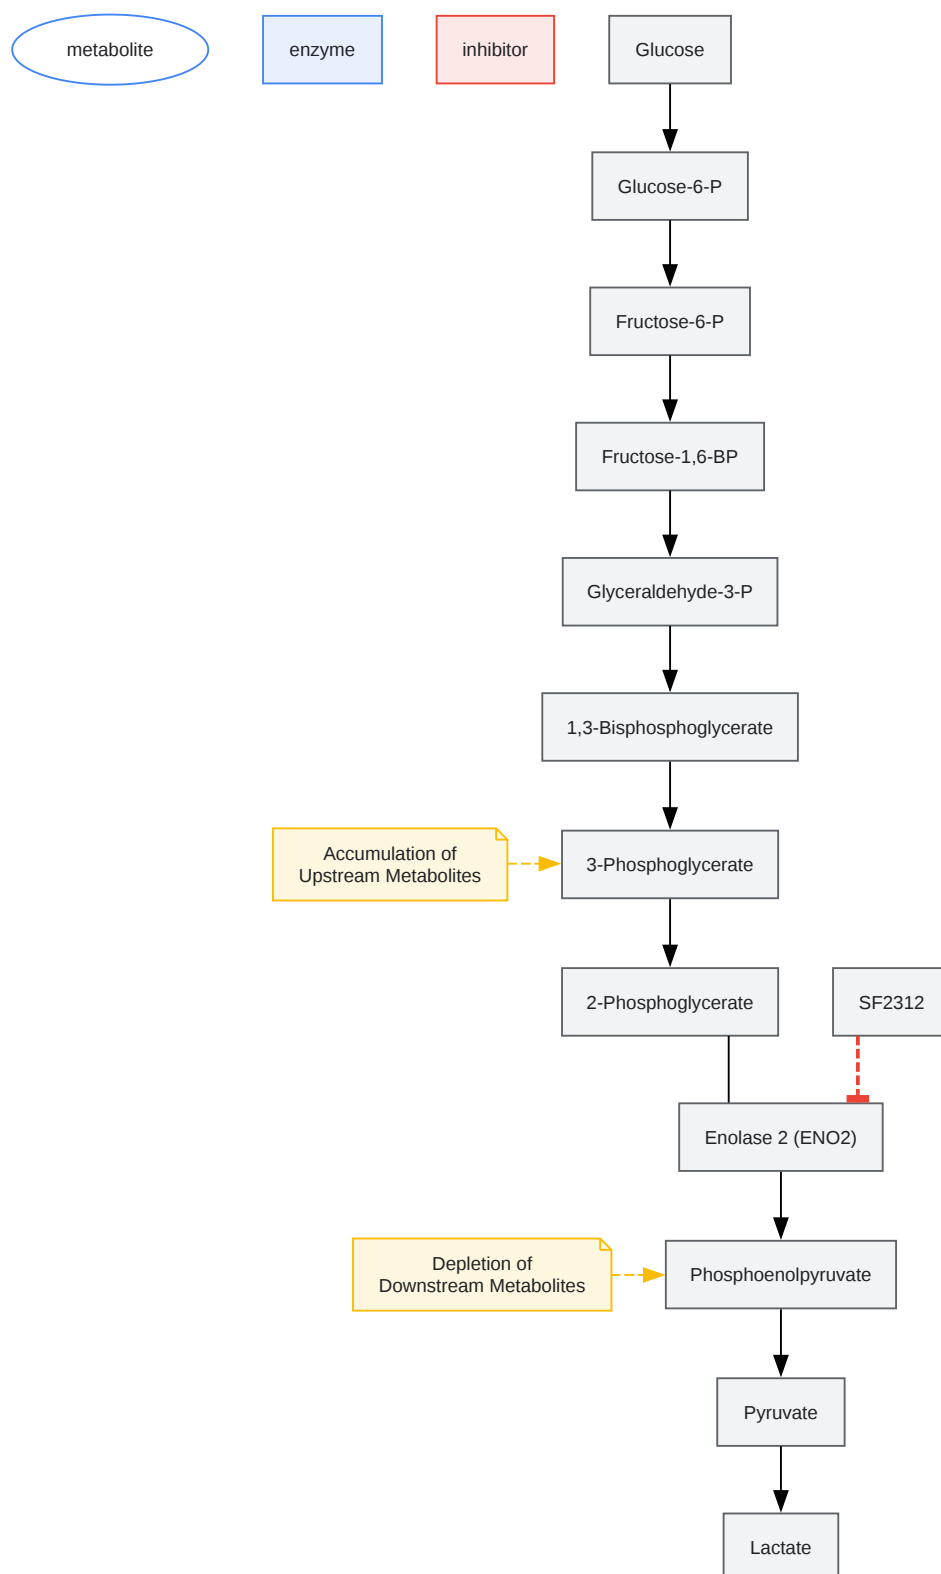 metabolite
enzyme
inhibitor
Glucose
Glucose-6-P
Fructose-6-P
Fructose-1,6-BP
Glyceraldehyde-3-P
1,3-Bisphosphoglycerate
Accumulation of
Upstream Metabolites
3-Phosphoglycerate
2-Phosphoglycerate
SF2312
Enolase 2 (ENO2)
Depletion of
Downstream Metabolites
Phosphoenolpyruvate
Pyruvate
Lactate